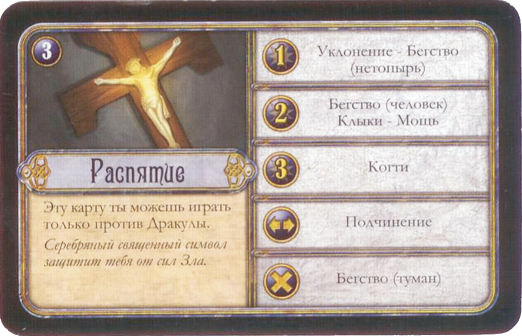 3
Распятие
Эту карту ты можешь играть
только против Дракулы.
Серебряный священный символ
защитит тебя от сил Зла.
1
Уклонение - Бегство
(нетопырь)
2
Бегство (человек)
Клыки - Мощь
3
Когти
Подчинение
Бегство (туман)